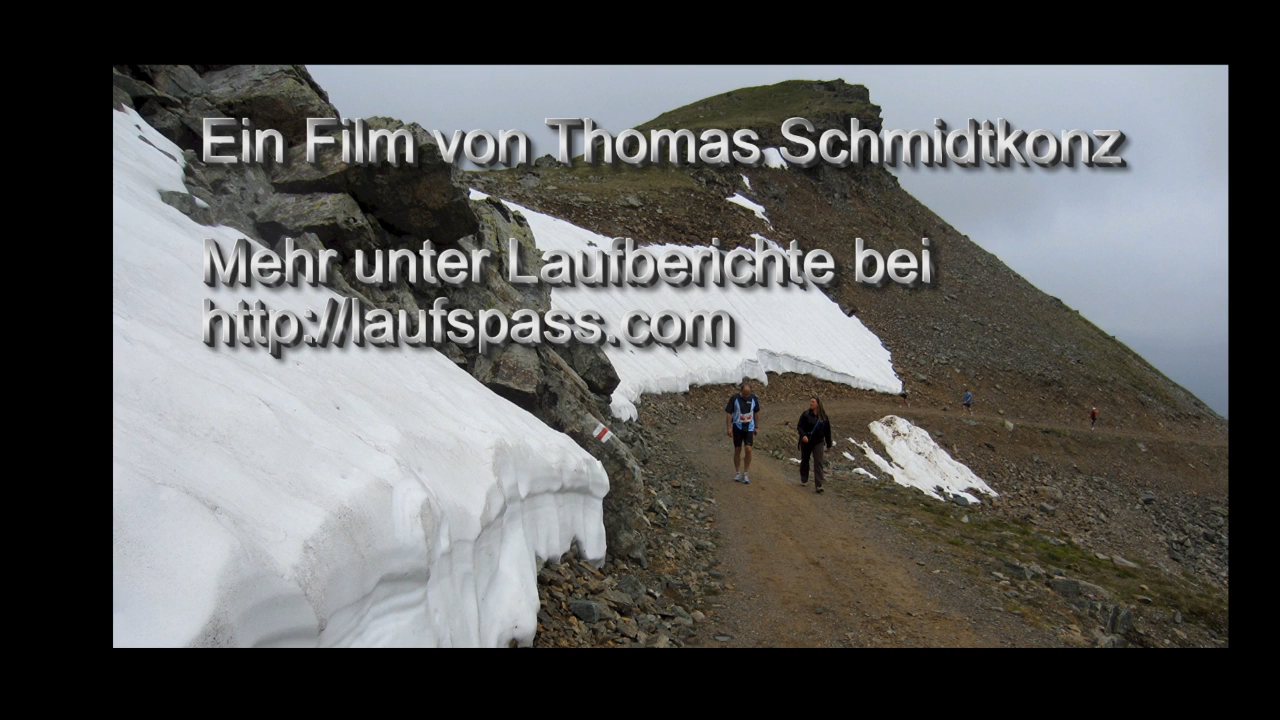 Ein Film von Thomas Schmidtkonz
Mehr unter Laufberichte bei
http://laufspass.com